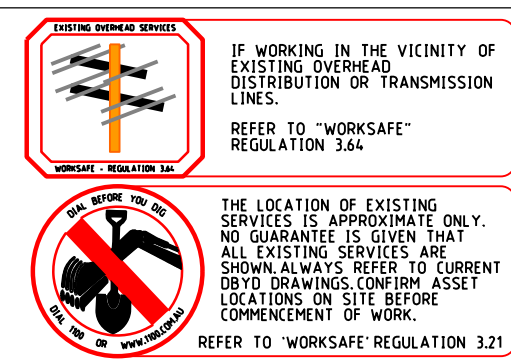 EXISTING OVERHEAD SERVICES
WORKSAFE - REGULATION 3.64
IF WORKING IN THE VICINITY OF
EXISTING OVERHEAD
DISTRIBUTION OR TRANSMISSION
LINES.
REFER TO "WORKSAFE"
REGULATION 3.64
DIAL BEFORE YOU DIG
DIAL 1100 OR WWW.1100.COM.AU
THE LOCATION OF EXISTING
SERVICES IS APPROXIMATE ONLY.
NO GUARANTEE IS GIVEN THAT
ALL EXISTING SERVICES ARE
SHOWN. ALWAYS REFER TO CURRENT
DBYD DRAWINGS. CONFIRM ASSET
LOCATIONS ON SITE BEFORE
COMMENCEMENT OF WORK.
REFER TO 'WORKSAFE' REGULATION 3.21